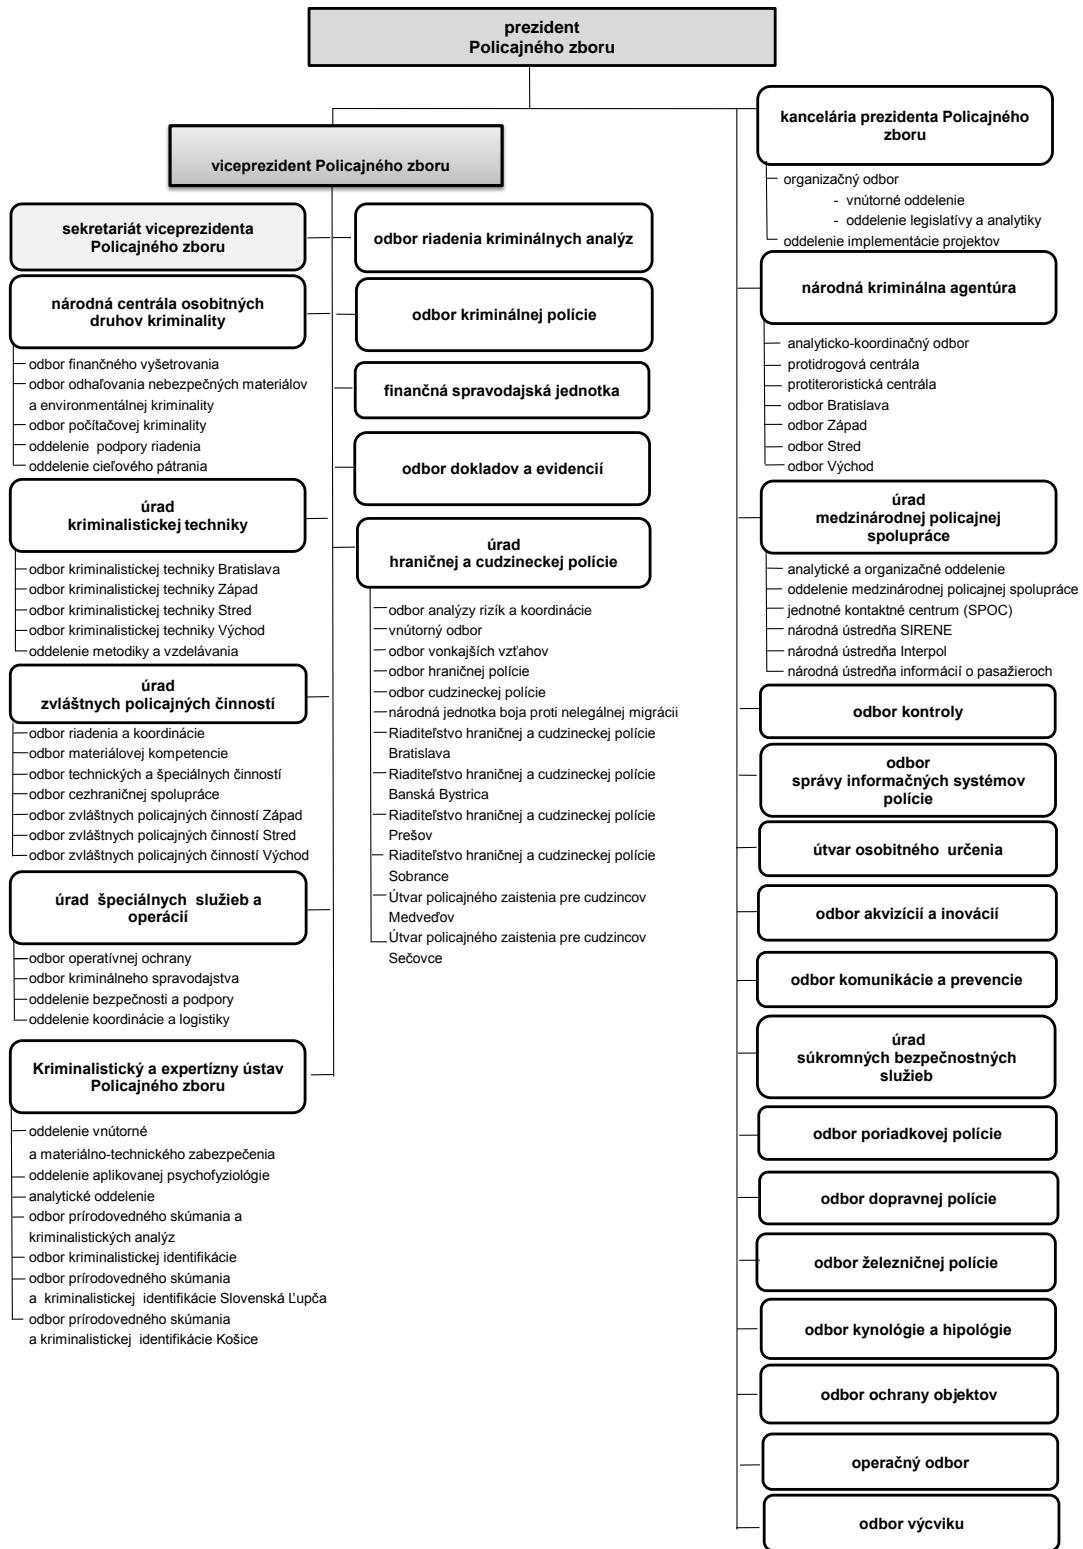 prezident
Policajného zboru
viceprezident Policajného zboru
sekretariát viceprezidenta
Policajného zboru
národná centrála osobitných
druhov kriminality
odbor finančného vyšetrovania
odbor odhaľovania nebezpečných materiálov
a environmentálnej kriminality
odbor počítačovej kriminality
oddelenie podpory riadenia
oddelenie cieľového pátrania
úrad
kriminalistickej techniky
odbor kriminalistickej techniky Bratislava
odbor kriminalistickej techniky Západ
odbor kriminalistickej techniky Stred
odbor kriminalistickej techniky Východ
oddelenie metodiky a vzdelávania
úrad
zvláštnych policajných činností
odbor riadenia a koordinácie
odbor materiálovej kompetencie
odbor technických a špeciálnych činností
odbor cezhraničnej spolupráce
odbor zvláštnych policajných činností Západ
odbor zvláštnych policajných činností Stred
odbor zvláštnych policajných činností Východ
úrad špeciálnych služieb a
operácií
odbor operatívnej ochrany
odbor kriminálneho spravodajstva
oddelenie bezpečnosti a podpory
oddelenie koordinácie a logistiky
Kriminalistický a expertízny ústav
Policajného zboru
oddelenie vnútorné
a materiálno-technického zabezpečenia
oddelenie aplikovanej psychofyziológie
analytické oddelenie
odbor prírodovedného skúmania a
kriminalistických analýz
odbor kriminalistickej identifikácie
odbor prírodovedného skúmania
a kriminalistickej identifikácie Slovenská Ľupča
odbor prírodovedného skúmania
a kriminalistickej identifikácie Košice
odbor riadenia kriminálnych analýz
odbor kriminálnej polície
finančná spravodajská jednotka
odbor dokladov a evidencií
úrad
hraničnej a cudzineckej polície
odbor analýzy rizík a koordinácie
vnútorný odbor
odbor vonkajších vzťahov
odbor hraničnej polície
odbor cudzineckej polície
národná jednotka boja proti nelegálnej migrácii
Riaditeľstvo hraničnej a cudzineckej polície
Bratislava
Riaditeľstvo hraničnej a cudzineckej polície
Banská Bystrica
Riaditeľstvo hraničnej a cudzineckej polície
Prešov
Riaditeľstvo hraničnej a cudzineckej polície
Sobrance
Útvar policajného zaistenia pre cudzincov
Medveďov
Útvar policajného zaistenia pre cudzincov
Sečovce
kancelária prezidenta Policajného
zboru
organizačný odbor
- vnútorné oddelenie
- oddelenie legislatívy a analytiky
oddelenie implementácie projektov
národná kriminálna agentúra
analyticko-koordinačný odbor
protidrogová centrála
protiteroristická centrála
odbor Bratislava
odbor Západ
odbor Stred
odbor Východ
úrad
medzinárodnej policajnej
spolupráce
analytické a organizačné oddelenie
oddelenie medzinárodnej policajnej spolupráce
jednotné kontaktné centrum (SPOC)
národná ústredňa SIRENE
národná ústredňa Interpol
národná ústredňa informácií o pasažieroch
odbor kontroly
odbor
správy informačných systémov
polície
útvar osobitného určenia
odbor akvizícií a inovácií
odbor komunikácie a prevencie
úrad
súkromných bezpečnostných
služieb
odbor poriadkovej polície
odbor dopravnej polície
odbor železničnej polície
odbor kynológie a hipológie
odbor ochrany objektov
operačný odbor
odbor výcviku